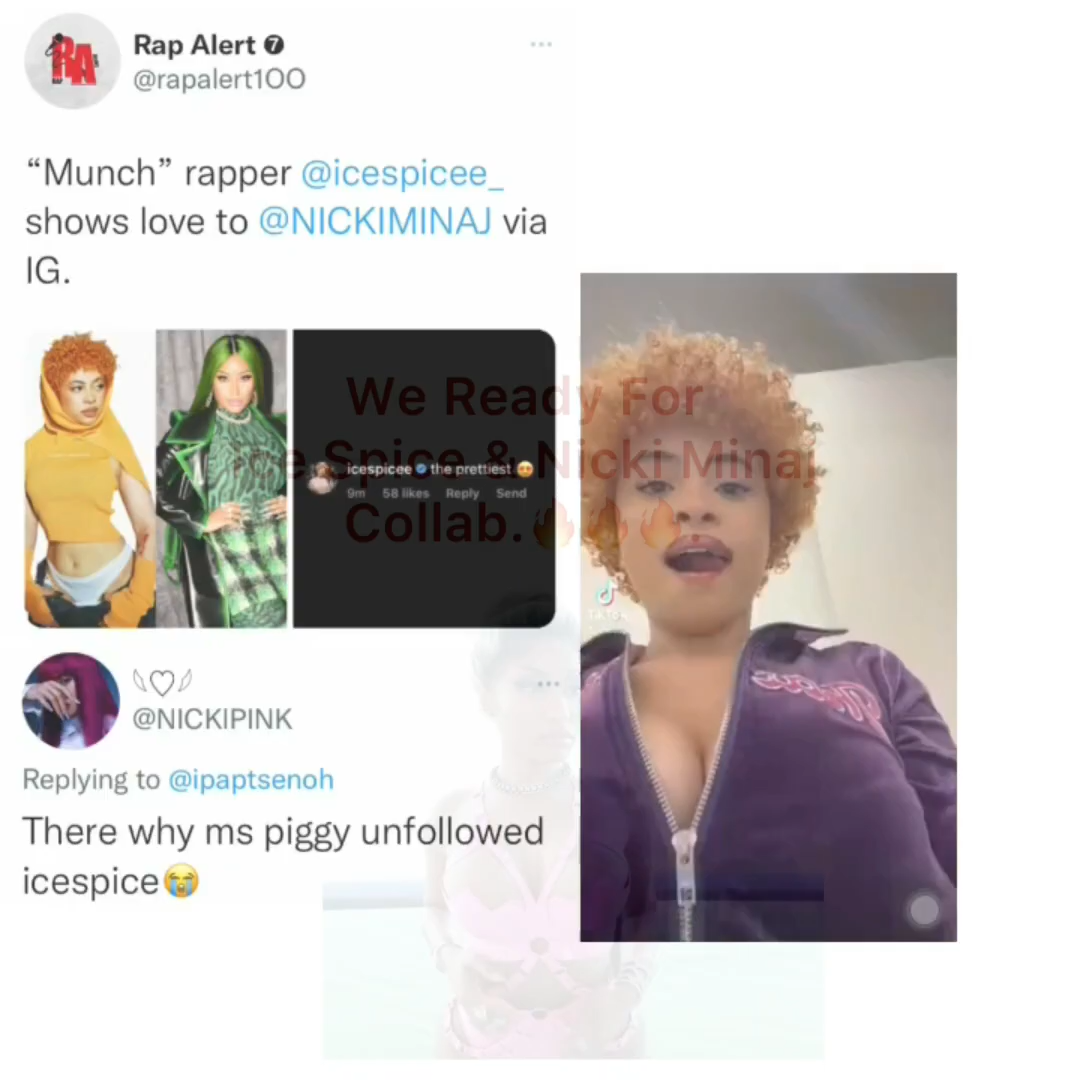 Rap Alert
@rapalert100
“Munch” rapper @icespicee_
shows love to @NICKIMINAJ via
IG.
icespicee the prettiest 😍
9m 58 likes Reply Send
We Ready For
Ice Spice & Nicki Minaj
Collab.🔥🔥🔥
TikTok
@NICKIPINK
Replying to @ipaptsenoh
There why ms piggy unfollowed
icespice😭